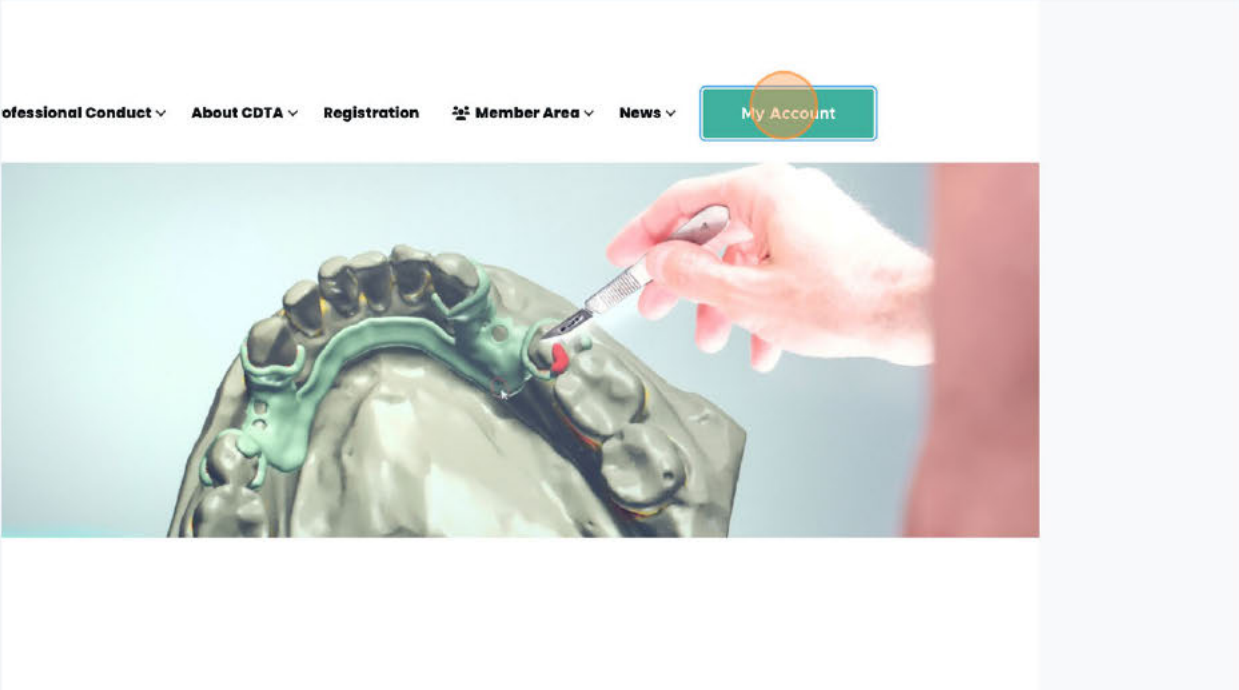 ofessional Conduct
About CDTA
Registration
Member Area
News
My Account